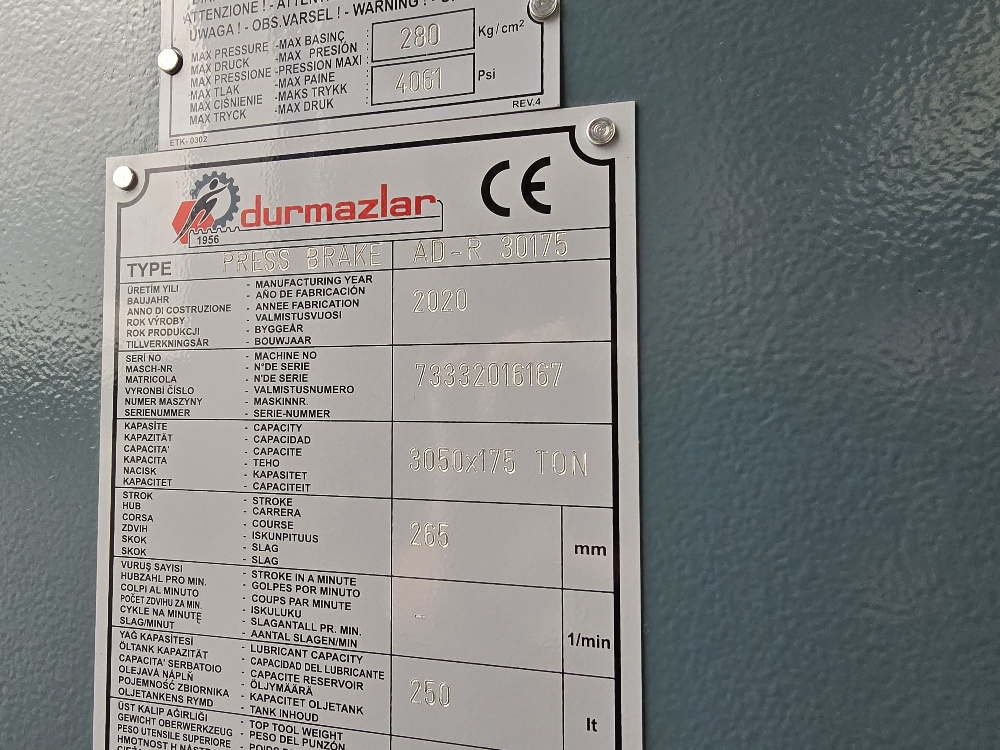 ATTENZIONE ! - ATTENT
UWAGA ! - OBS.VARSEL ! - WARNING ! -
MAX PRESSURE -MAX BASINÇ : 280 Kg/cm²
MAX DRUCK -MAX PRESIÓN
MAX PRESSIONE -PRESSION MAXI :
MAX TLAK -MAX PAINE : 4061 Psi
MAX CIŚNIENIE -MAKS TRYKK
MAX TRYCK -MAX DRUK
ETK- 0302 REV.4
durmazlar CE
1956
TYPE PRESS BRAKE AD-R 30175
ÜRETİM YILI - MANUFACTURING YEAR
BAUJAHR - AÑO DE FABRICACIÓN
ANNO DI COSTRUZIONE - ANNEE FABRICATION 2020
ROK VÝROBY - VALMISTUSVUOSI
ROK PRODUKCJI - BYGGEÅR
TILLVERKNINGSÅR - BOUWJAAR
SERİ NO - MACHINE NO
MASCH-NR - N°DE SERIE
MATRICOLA - N'DE SERIE 73332016167
VYRONBÍ ČÍSLO - VALMISTUSNUMERO
NUMER MASZYNY - MASKINNR.
SERIENUMMER - SERIE-NUMMER
KAPASİTE - CAPACITY
KAPAZITÄT - CAPACIDAD
CAPACITA' - CAPACITE 3050x175 TON
KAPACITA - TEHO
NACISK - KAPASITET
KAPACITET - CAPACITEIT
STROK - STROKE
HUB - CARRERA
CORSA - COURSE 265 mm
ZDVIH - ISKUNPITUUS
SKOK - SLAG
SKOK - SLAG
VURUŞ SAYISI - STROKE IN A MINUTE
HUBZAHL PRO MIN. - GOLPES POR MINUTO
COLPI AL MINUTO - COUPS PAR MINUTE - 1/min
POČET ZDVIHU ZA MIN. - ISKULUKU
CYKLE NA MINUTĘ - SLAGANTALL PR. MIN.
SLAG/MINUT - AANTAL SLAGEN/MIN
YAĞ KAPASİTESİ - LUBRICANT CAPACITY
ÖLTANK KAPAZITÄT - CAPACIDAD DEL LUBRICANTE
CAPACITA' SERBATOIO - CAPACITE RESERVOIR 250 lt
OLEJAVÁ NÁPLŇ - ÖLJYMÄÄRÄ
POJEMNOŚĆ ZBIORNIKA - KAPACITET OLJETANK
OLJETANKENS RYMD - TANK INHOUD
ÜST KALIP AĞIRLIĞI - TOP TOOL WEIGHT
GEWICHT OBERWERKZEUG - PESO DEL PUNZÓN
PESO UTENSILE SUPERIORE